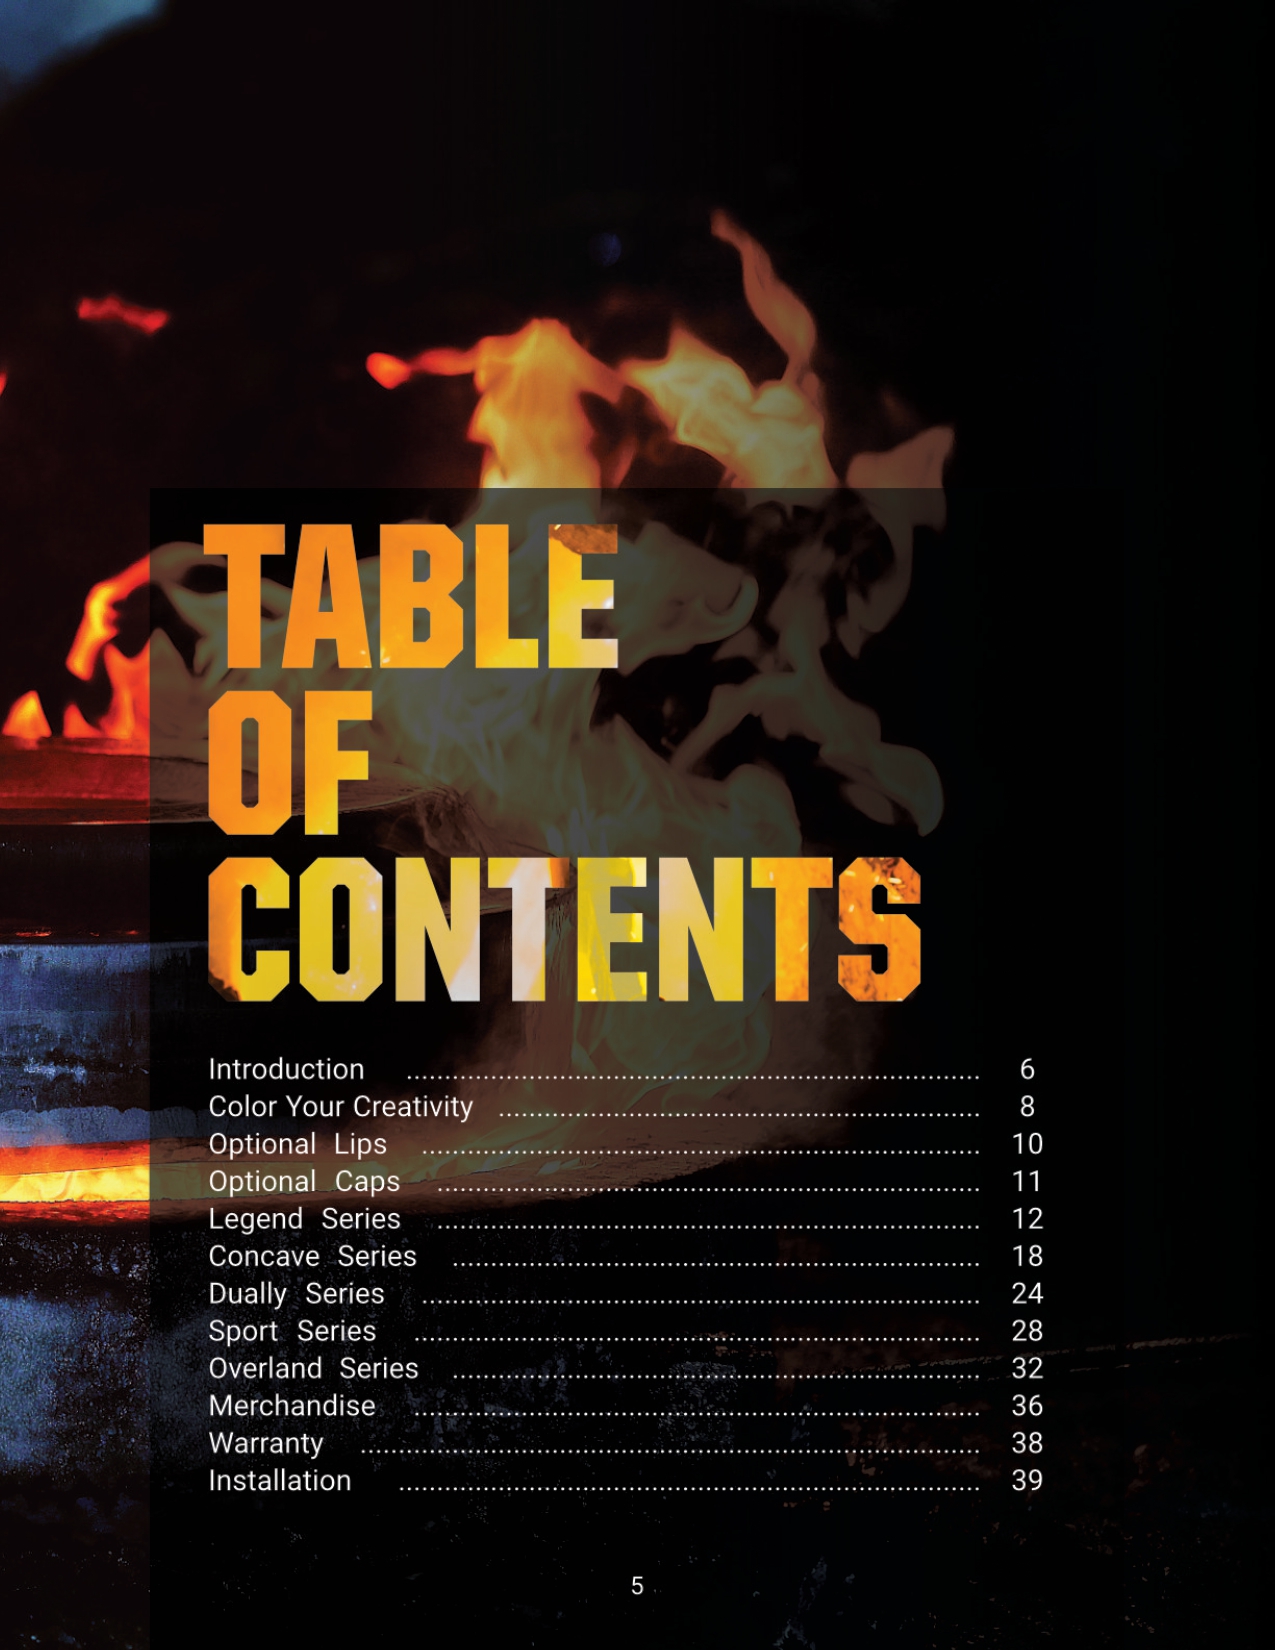 TABLE
OF
CONTENTS
Introduction ........................................................................... 6
Color Your Creativity ............................................................... 8
Optional Lips ......................................................................... 10
Optional Caps ....................................................................... 11
Legend Series ....................................................................... 12
Concave Series ..................................................................... 18
Dually Series ......................................................................... 24
Sport Series .......................................................................... 28
Overland Series ..................................................................... 32
Merchandise .......................................................................... 36
Warranty ................................................................................. 38
Installation ............................................................................ 39
5